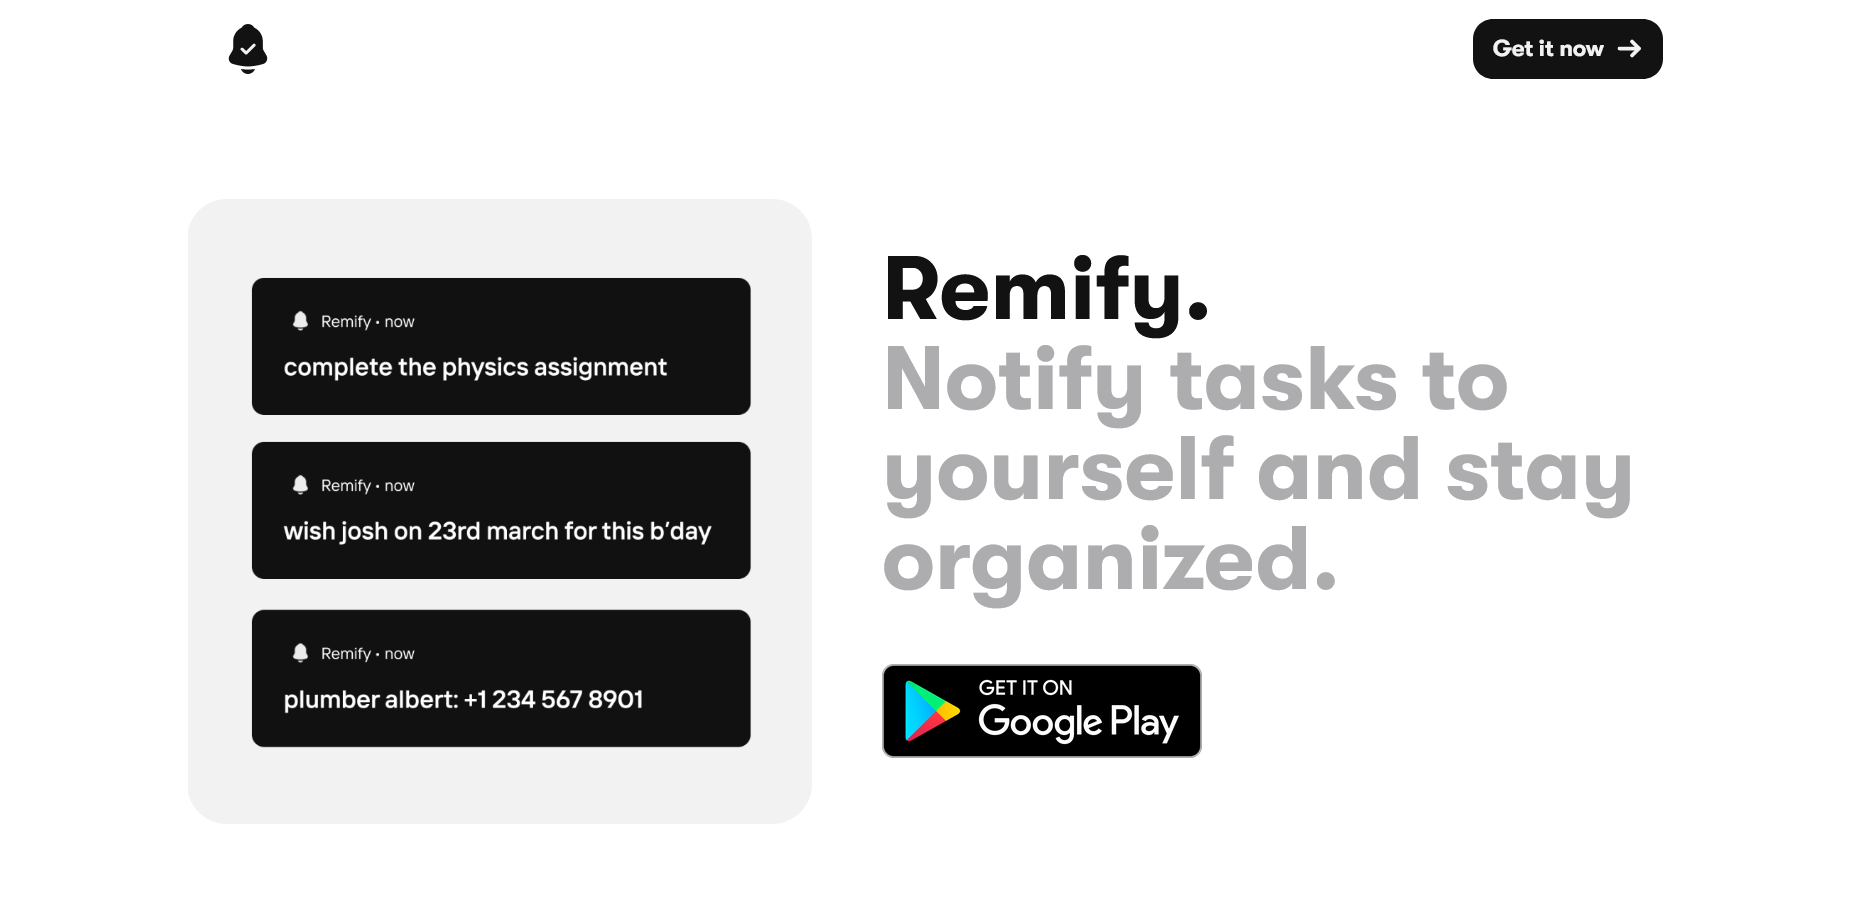 Get it now
Remify • now
complete the physics assignment
Remify • now
wish josh on 23rd march for this b'day
Remify • now
plumber albert: +1 234 567 8901
Remify.
Notify tasks to
yourself and stay
organized.
GET IT ON
Google Play